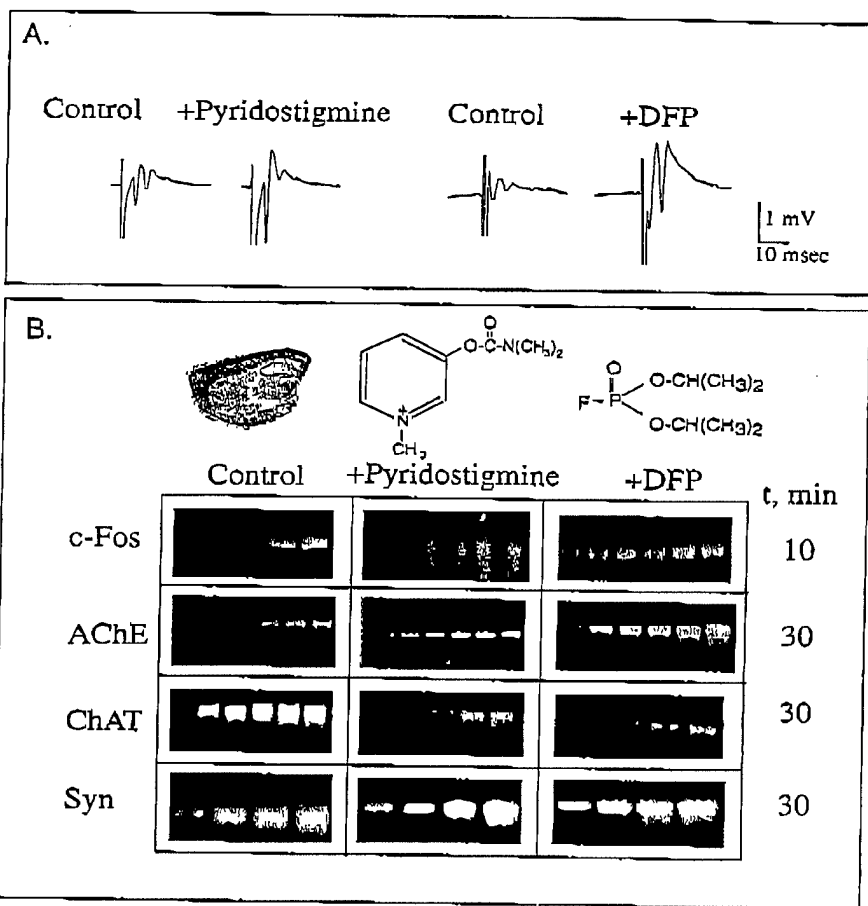 A.
Control +Pyridostigmine Control +DFP
1 mV
10 msec
B.
O
O-C-N(CH3)2
N+
CH3
O
F-P
O-CH(CH3)2
O-CH(CH3)2
Control +Pyridostigmine +DFP t, min
c-Fos 10
AChE 30
ChAT 30
Syn 30